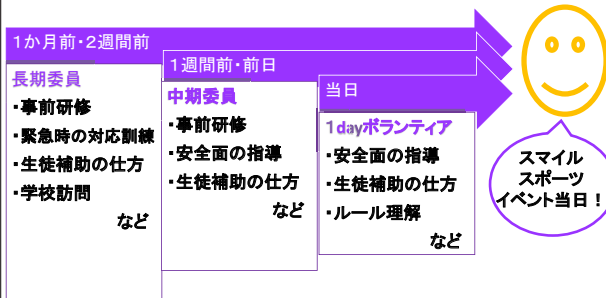 1か月前・2週間前
長期委員
・事前研修
・緊急時の対応訓練
・生徒補助の仕方
・学校訪問
など
1週間前・前日
中期委員
・事前研修
・安全面の指導
・生徒補助の仕方
など
当日
1dayボランティア
・安全面の指導
・生徒補助の仕方
・ルール理解
など
スマイル
スポーツ
イベント当日！